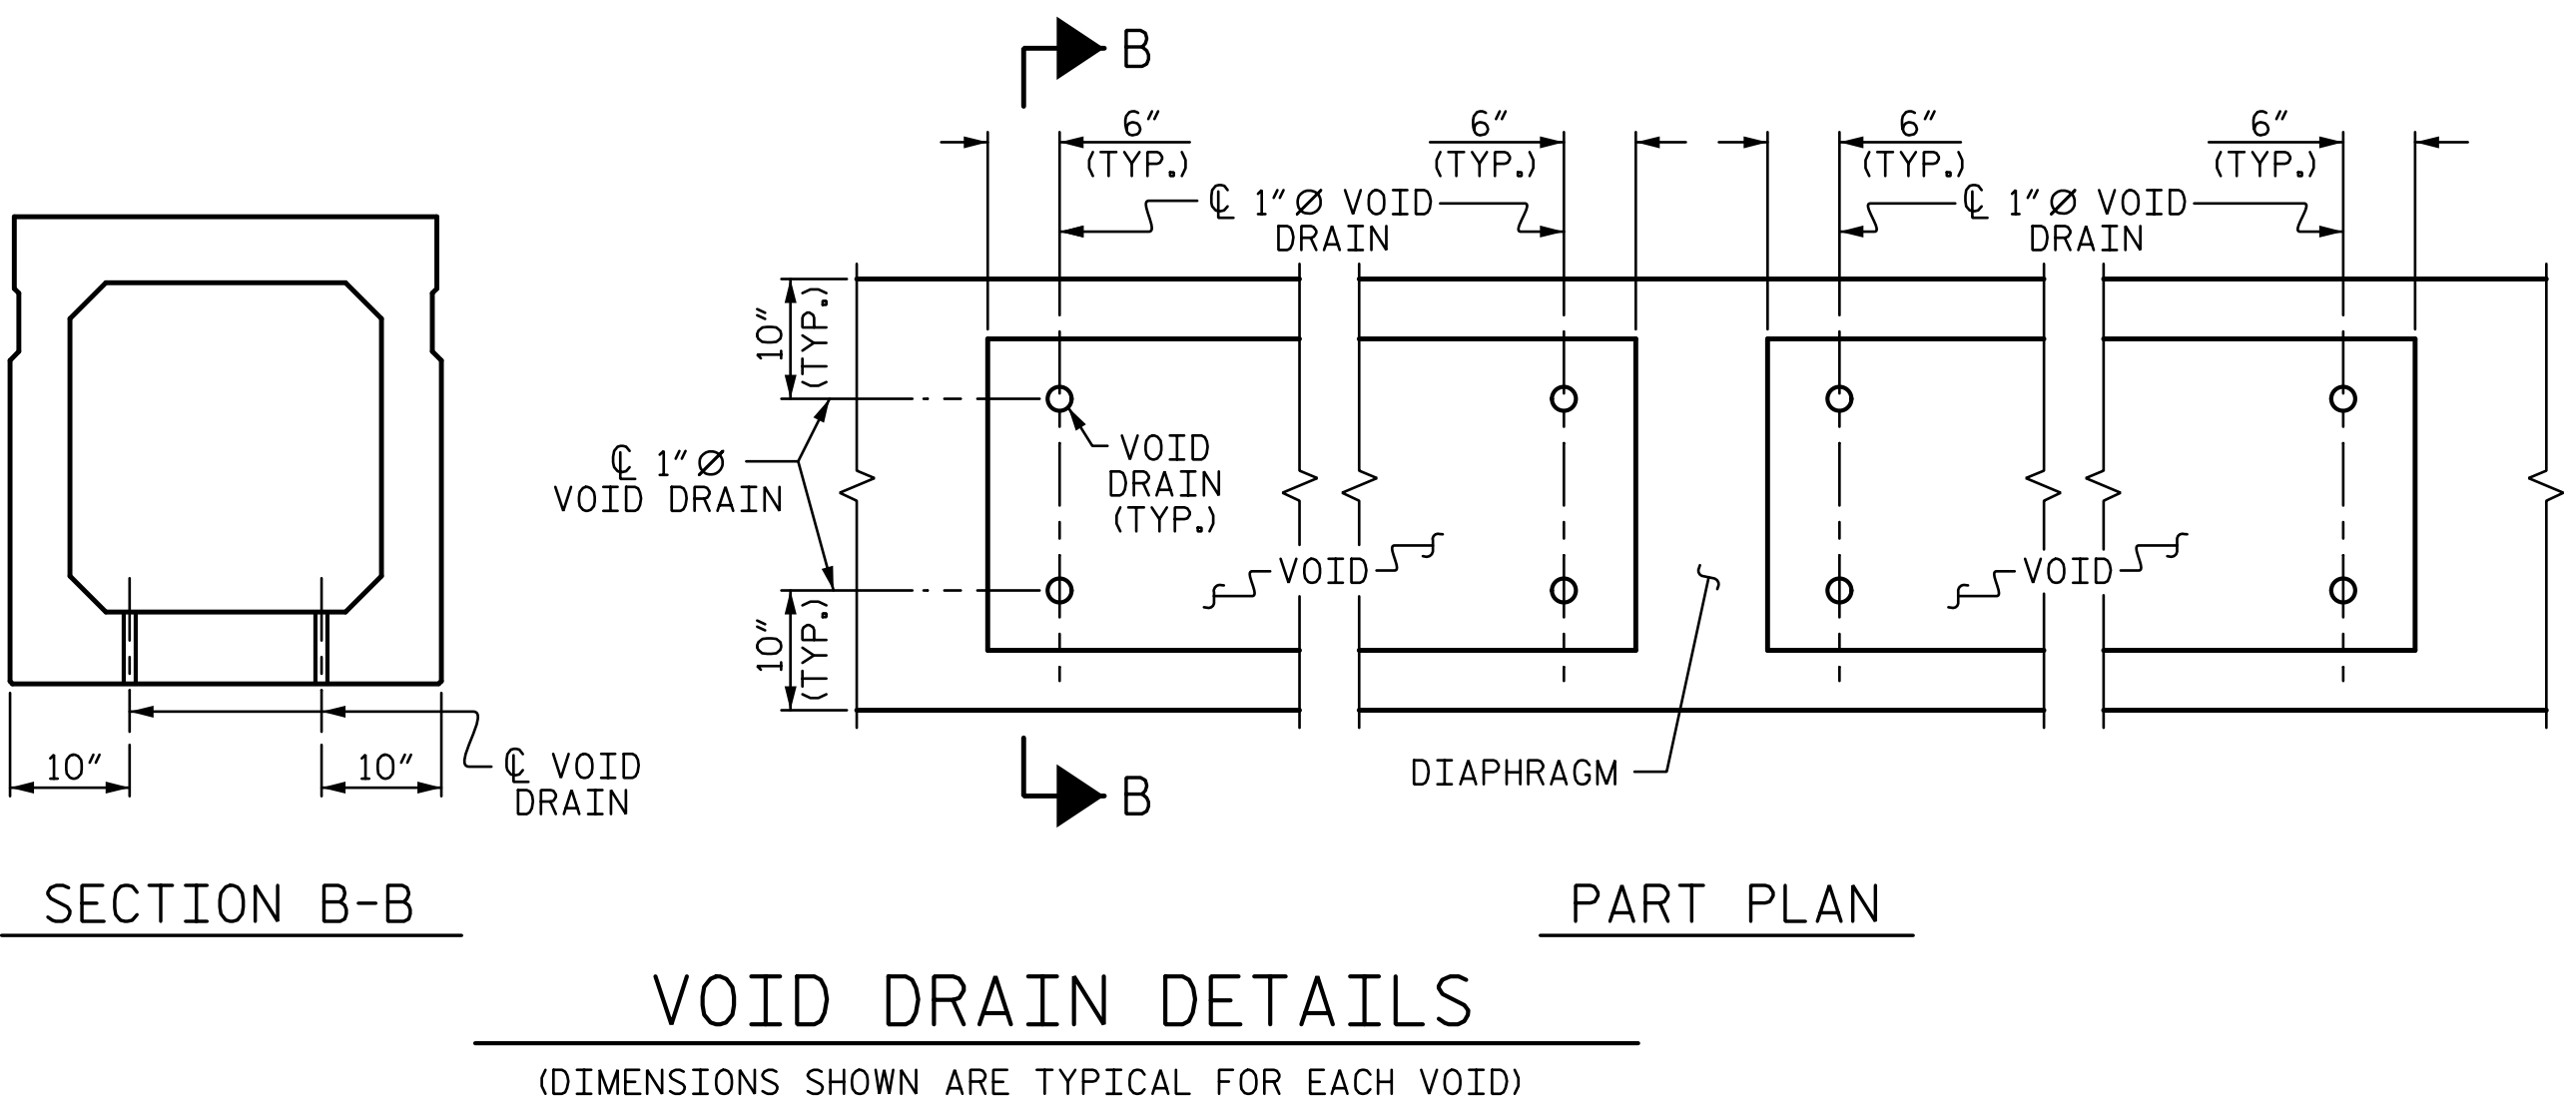 B
6″ 6″ 6″ 6″
(TYP.) (TYP.) (TYP.) (TYP.)
℄ 1″Ø VOID DRAIN
℄ 1″Ø VOID DRAIN
10″ (TYP.)
℄ 1″Ø
VOID DRAIN
VOID
DRAIN
(TYP.)
VOID
VOID
10″ (TYP.)
DIAPHRAGM
B
10″ 10″
℄ VOID
DRAIN
SECTION B-B
PART PLAN
VOID DRAIN DETAILS
(DIMENSIONS SHOWN ARE TYPICAL FOR EACH VOID)